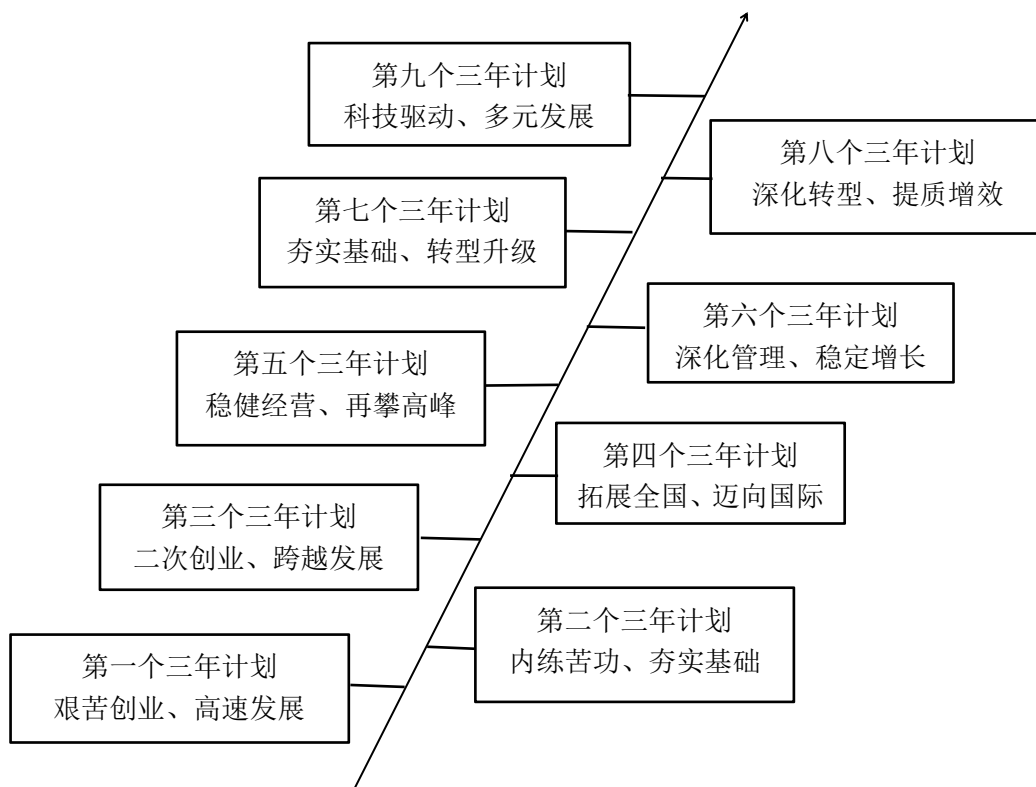 第九个三年计划
科技驱动、多元发展
第八个三年计划
深化转型、提质增效
第七个三年计划
夯实基础、转型升级
第六个三年计划
深化管理、稳定增长
第五个三年计划
稳健经营、再攀高峰
第四个三年计划
拓展全国、迈向国际
第三个三年计划
二次创业、跨越发展
第二个三年计划
内练苦功、夯实基础
第一个三年计划
艰苦创业、高速发展